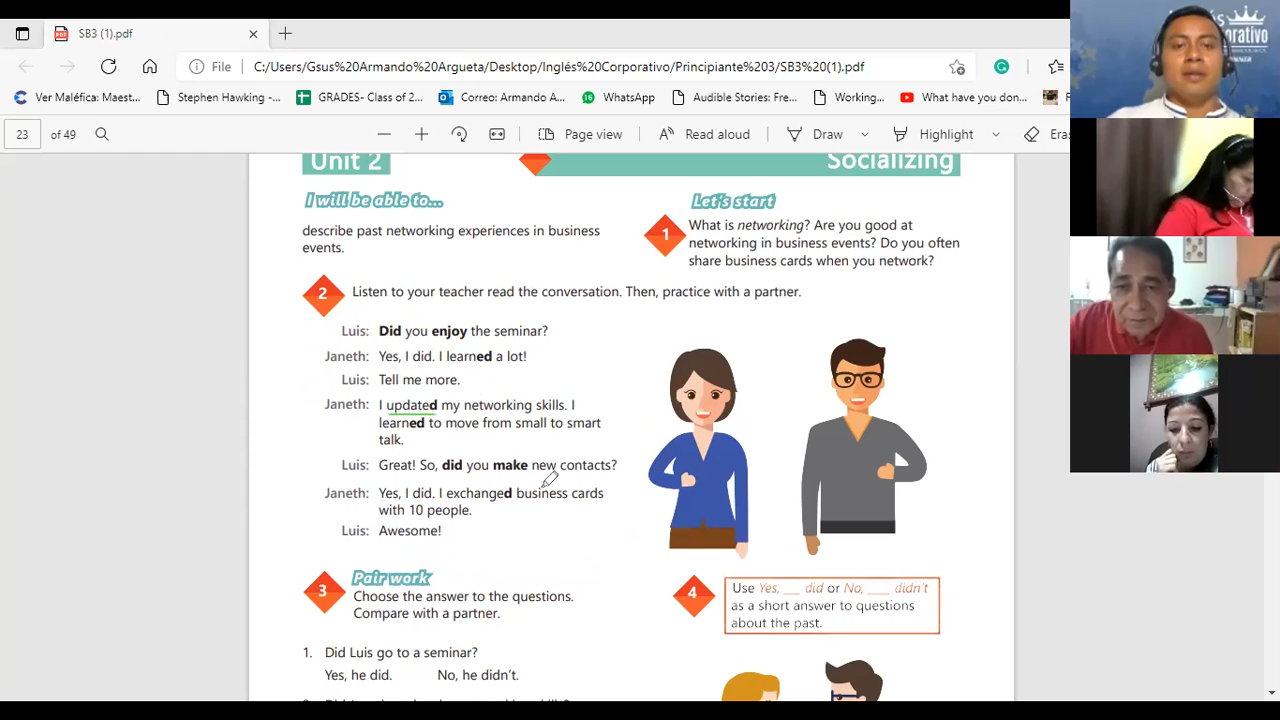 SB3 (1).pdf
File C:/Users/Gsus%20Armando%20Argueta/Desktop/Ingles%20Corporativo/Principiante%203/SB3%20(1).pdf
Ver Maléfica: Maest... Stephen Hawking -... GRADES- Class of 2... Correo: Armando A... WhatsApp Audible Stories: Fre... Working... What have you don...
23 of 49 Page view Read aloud Draw Highlight Eras
Unit 2 Socializing
I will be able to...
describe past networking experiences in business
events.
Let's start
1
What is networking? Are you good at
networking in business events? Do you often
share business cards when you network?
2 Listen to your teacher read the conversation. Then, practice with a partner.
Luis: Did you enjoy the seminar?
Janeth: Yes, I did. I learned a lot!
Luis: Tell me more.
Janeth: I updated my networking skills. I
learned to move from small to smart
talk.
Luis: Great! So, did you make new contacts?
Janeth: Yes, I did. I exchanged business cards
with 10 people.
Luis: Awesome!
3 Pair work
Choose the answer to the questions.
Compare with a partner.
1. Did Luis go to a seminar?
Yes, he did. No, he didn't.
4
Use Yes, __ did or No, ___ didn't
as a short answer to questions
about the past.